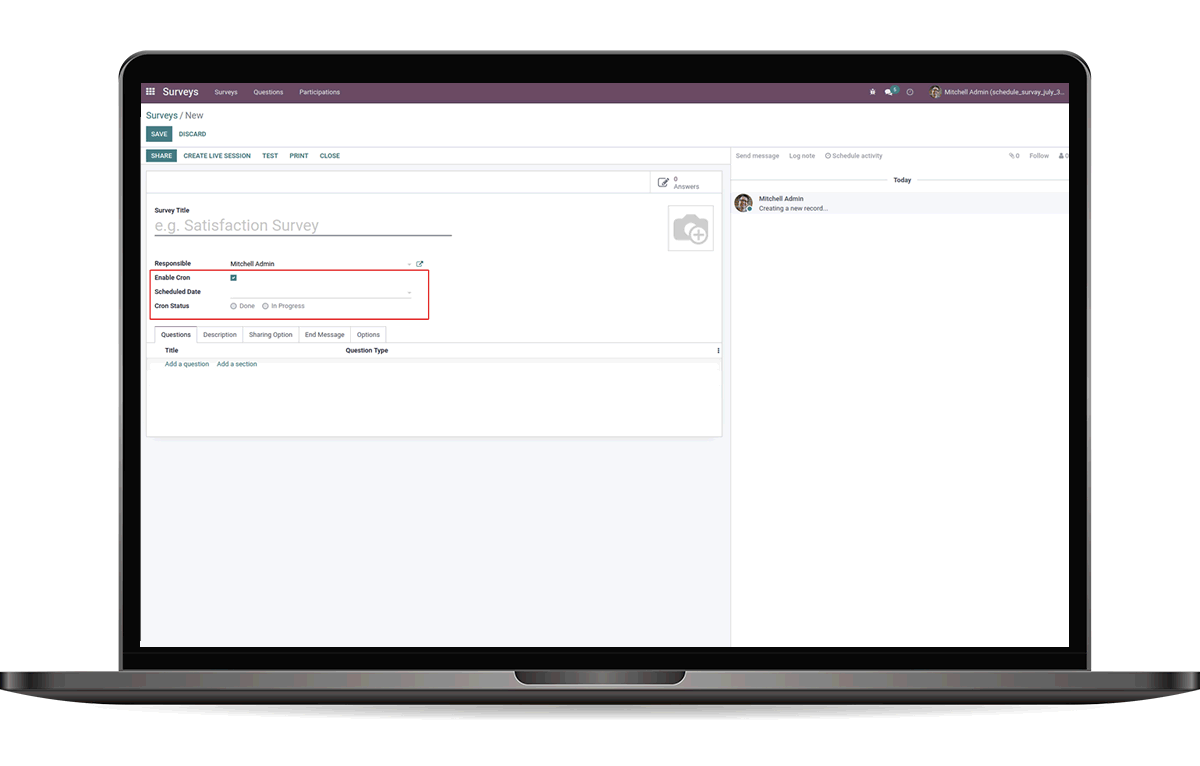 Surveys Surveys Questions Participations 5 Mitchell Admin (schedule_survay_july_3...
Surveys / New
SAVE DISCARD
SHARE CREATE LIVE SESSION TEST PRINT CLOSE
Send message Log note Schedule activity 0 Follow 0
0
Answers
Today
Mitchell Admin
Creating a new record...
Survey Title
e.g. Satisfaction Survey
Responsible Mitchell Admin
Enable Cron
Scheduled Date
Cron Status Done In Progress
Questions Description Sharing Option End Message Options
Title Question Type
Add a question Add a section